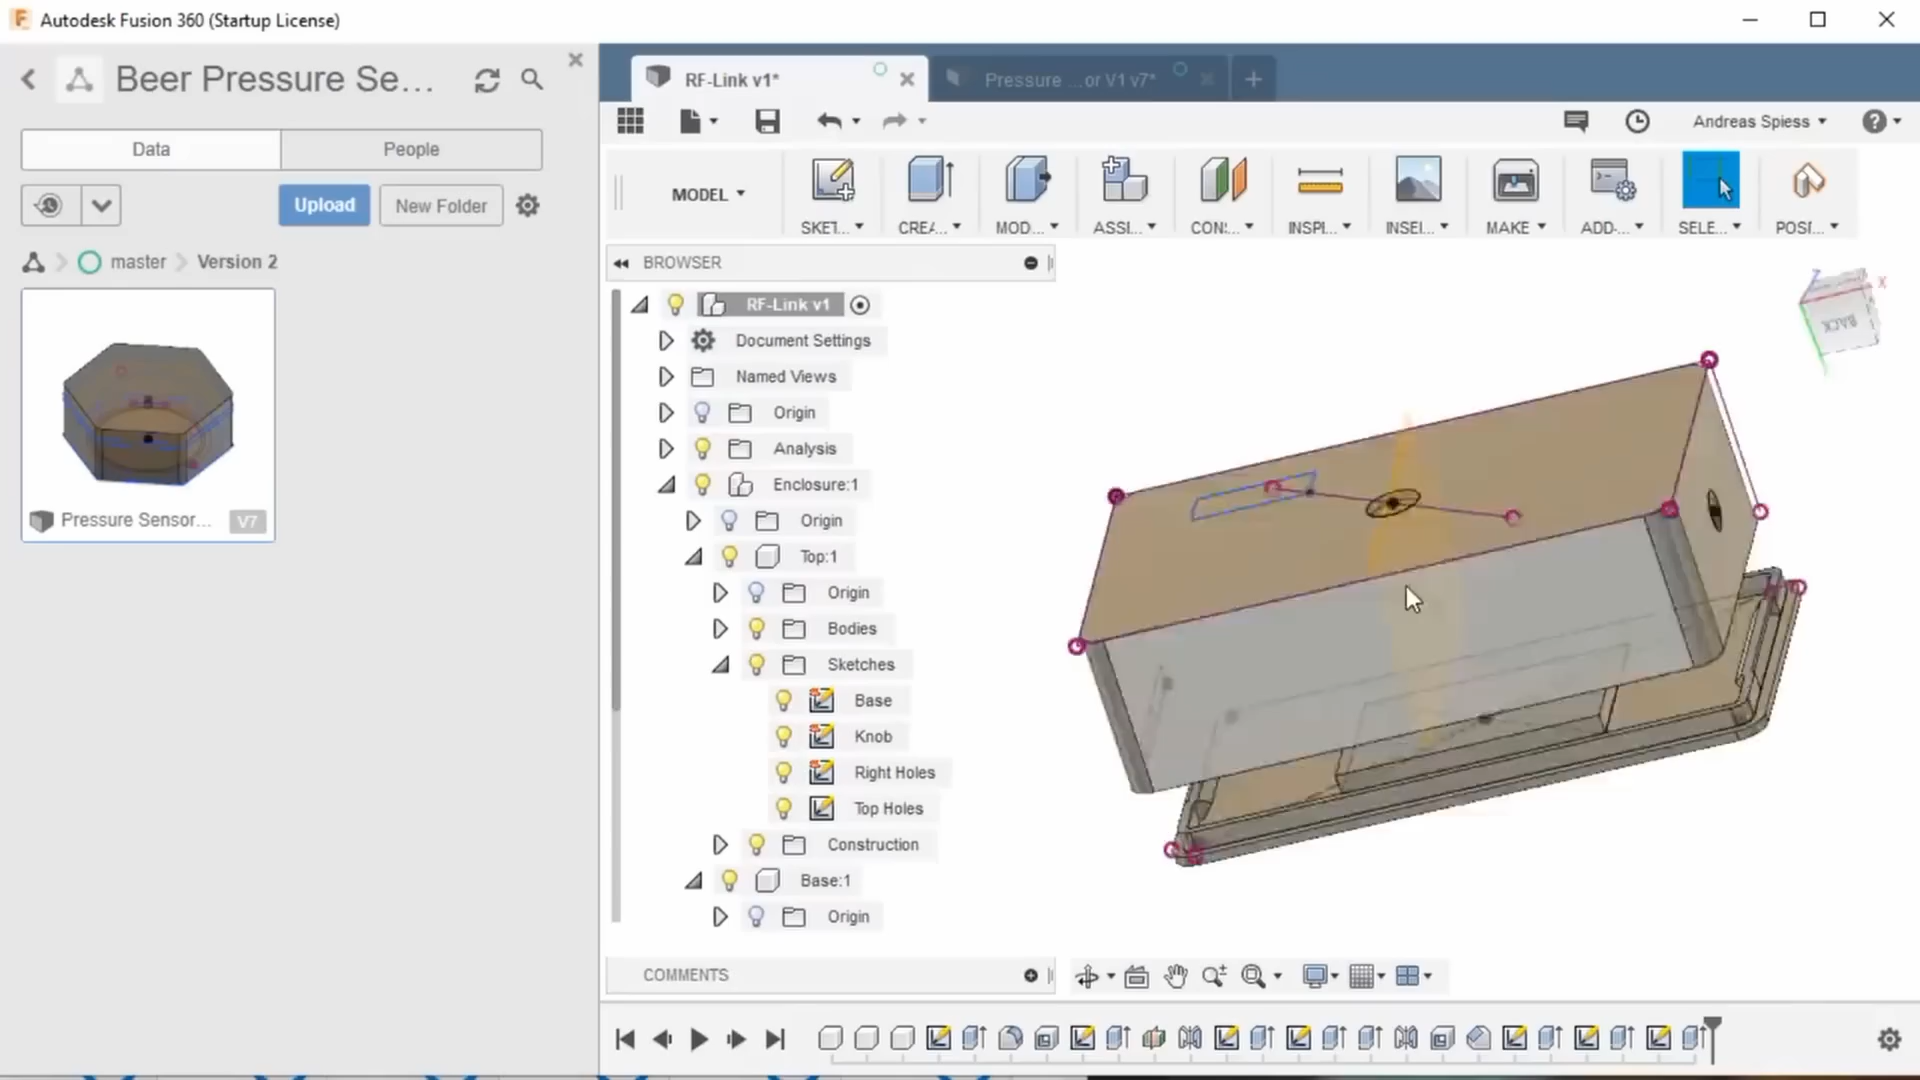 Autodesk Fusion 360 (Startup License)
Beer Pressure Se...
Data
People
Upload
New Folder
master
Version 2
Pressure Sensor...
V7
RF-Link v1*
Pressure ...or V1 v7*
Andreas Spiess
MODEL
SKET...
CREA...
MOD...
ASSI...
CON:...
INSPI...
INSEI...
MAKE
ADD-...
SELE...
POSI...
BROWSER
RF-Link v1
Document Settings
Named Views
Origin
Analysis
Enclosure:1
Origin
Top:1
Origin
Bodies
Sketches
Base
Knob
Right Holes
Top Holes
Construction
Base:1
Origin
COMMENTS
Z
X
BACK